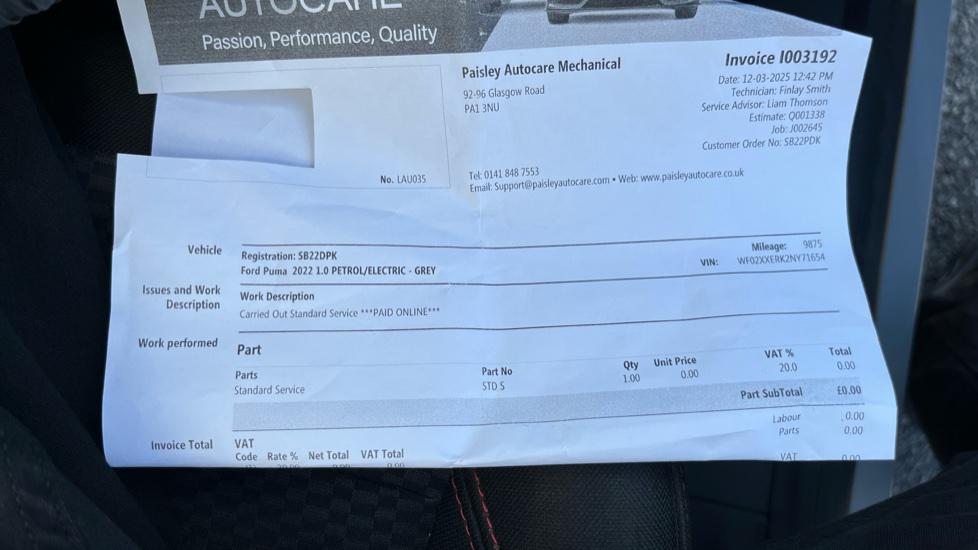 AUTOCARE
Passion, Performance, Quality
Paisley Autocare Mechanical
92-96 Glasgow Road
PA1 3NU
Invoice I003192
Date: 12-03-2025 12:42 PM
Technician: Finlay Smith
Service Advisor: Liam Thomson
Estimate: Q001338
Job: J002645
Customer Order No: SB22PDK
No. LAU035
Tel: 0141 848 7553
Email: Support@paisleyautocare.com • Web: www.paisleyautocare.co.uk
Vehicle
Registration: SB22DPK
Ford Puma 2022 1.0 PETROL/ELECTRIC - GREY
Mileage: 9875
VIN: WF02XXERK2NY71654
Issues and Work Description
Work Description
Carried Out Standard Service ***PAID ONLINE***
Work performed
Part
Parts Part No Qty Unit Price VAT % Total
Standard Service STD S 1.00 0.00 20.0 0.00
Part SubTotal £0.00
Labour 0.00
Parts 0.00
VAT 0.00
Invoice Total
VAT
Code Rate % Net Total VAT Total
0.00